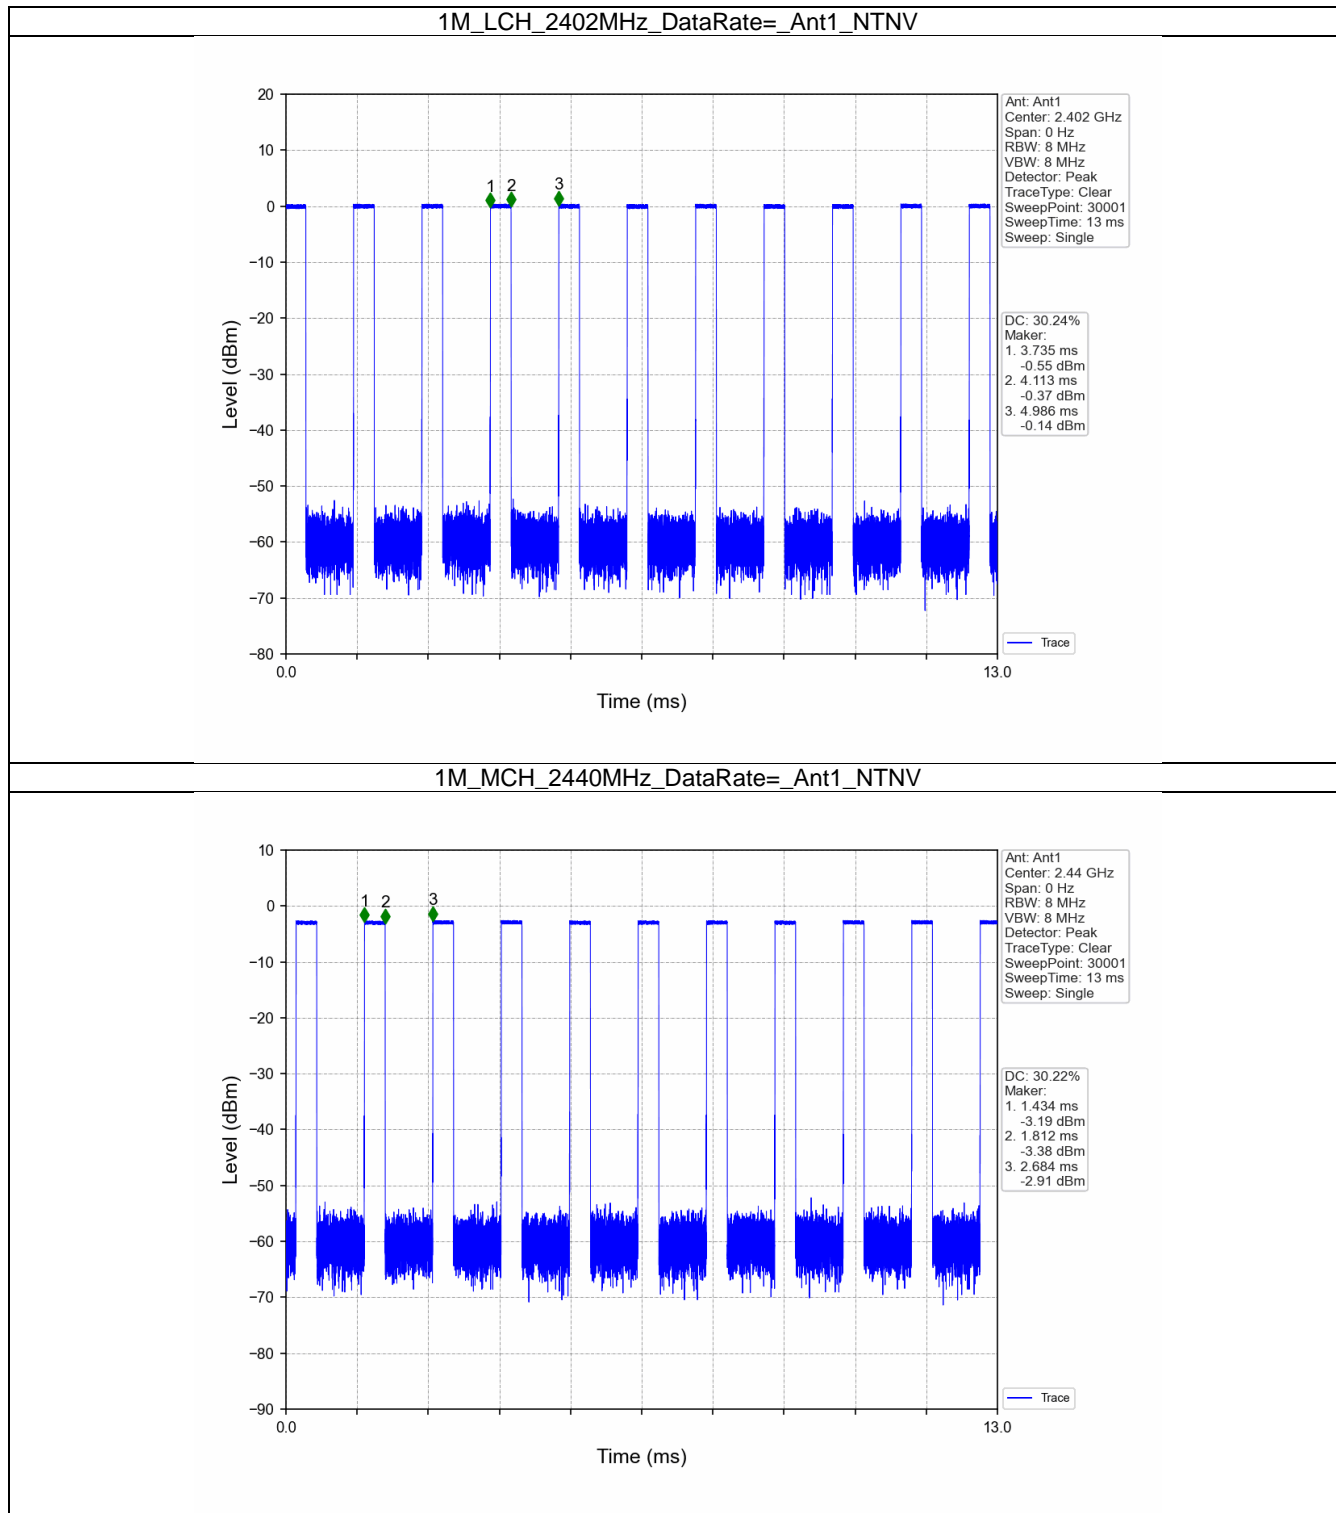 1M_LCH_2402MHz_DataRate=_Ant1_NTNV
20
10
0
−10
−20
−30
−40
−50
−60
−70
−80
Level (dBm)
1 2 3
0.0 13.0
Time (ms)
Ant: Ant1
Center: 2.402 GHz
Span: 0 Hz
RBW: 8 MHz
VBW: 8 MHz
Detector: Peak
TraceType: Clear
SweepPoint: 30001
SweepTime: 13 ms
Sweep: Single
DC: 30.24%
Maker:
1. 3.735 ms
-0.55 dBm
2. 4.113 ms
-0.37 dBm
3. 4.986 ms
-0.14 dBm
Trace
1M_MCH_2440MHz_DataRate=_Ant1_NTNV
10
0
−10
−20
−30
−40
−50
−60
−70
−80
−90
Level (dBm)
1 2 3
0.0 13.0
Time (ms)
Ant: Ant1
Center: 2.44 GHz
Span: 0 Hz
RBW: 8 MHz
VBW: 8 MHz
Detector: Peak
TraceType: Clear
SweepPoint: 30001
SweepTime: 13 ms
Sweep: Single
DC: 30.22%
Maker:
1. 1.434 ms
-3.19 dBm
2. 1.812 ms
-3.38 dBm
3. 2.684 ms
-2.91 dBm
Trace